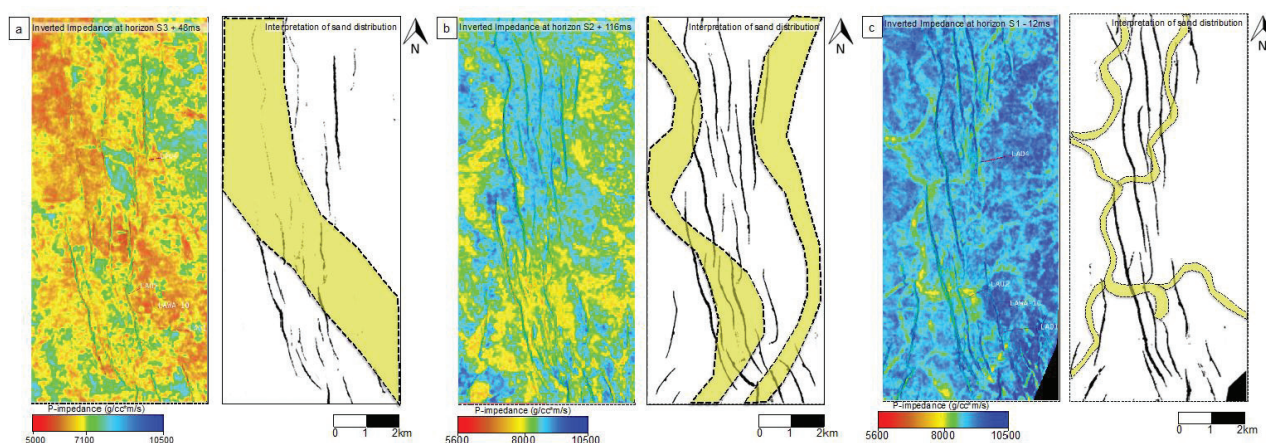 a
Inverted Impedance at horizon S3 + 48ms
Interpretation of sand distribution
N
P-impedance (g/cc*m/s)
5000 7100 10500
0 1 2km
b
Inverted Impedance at horizon S2 + 116ms
Interpretation of sand distribution
N
P-impedance (g/cc*m/s)
5600 8000 10500
0 1 2km
c
Inverted Impedance at horizon S1 - 12ms
Interpretation of sand distribution
N
P-impedance (g/cc*m/s)
5600 8000 10500
0 1 2km